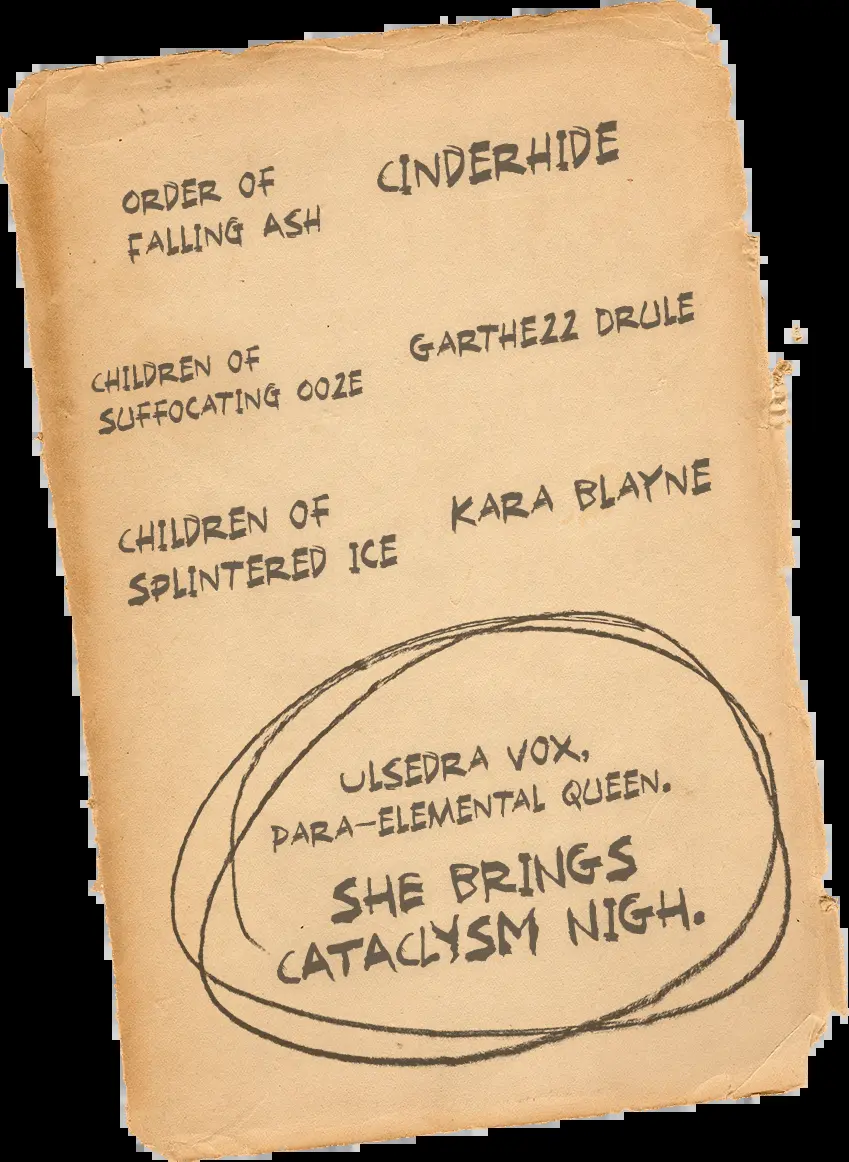 ORDER OF
FALLING ASH
CINDERHIDE
CHILDREN OF
SUFFOCATING OOZE
GARTHEZZ DRULE
CHILDREN OF
SPLINTERED ICE
KARA BLAYNE
ULSEDRA VOX,
PARA-ELEMENTAL QUEEN.
SHE BRINGS
CATACLYSM NIGH.